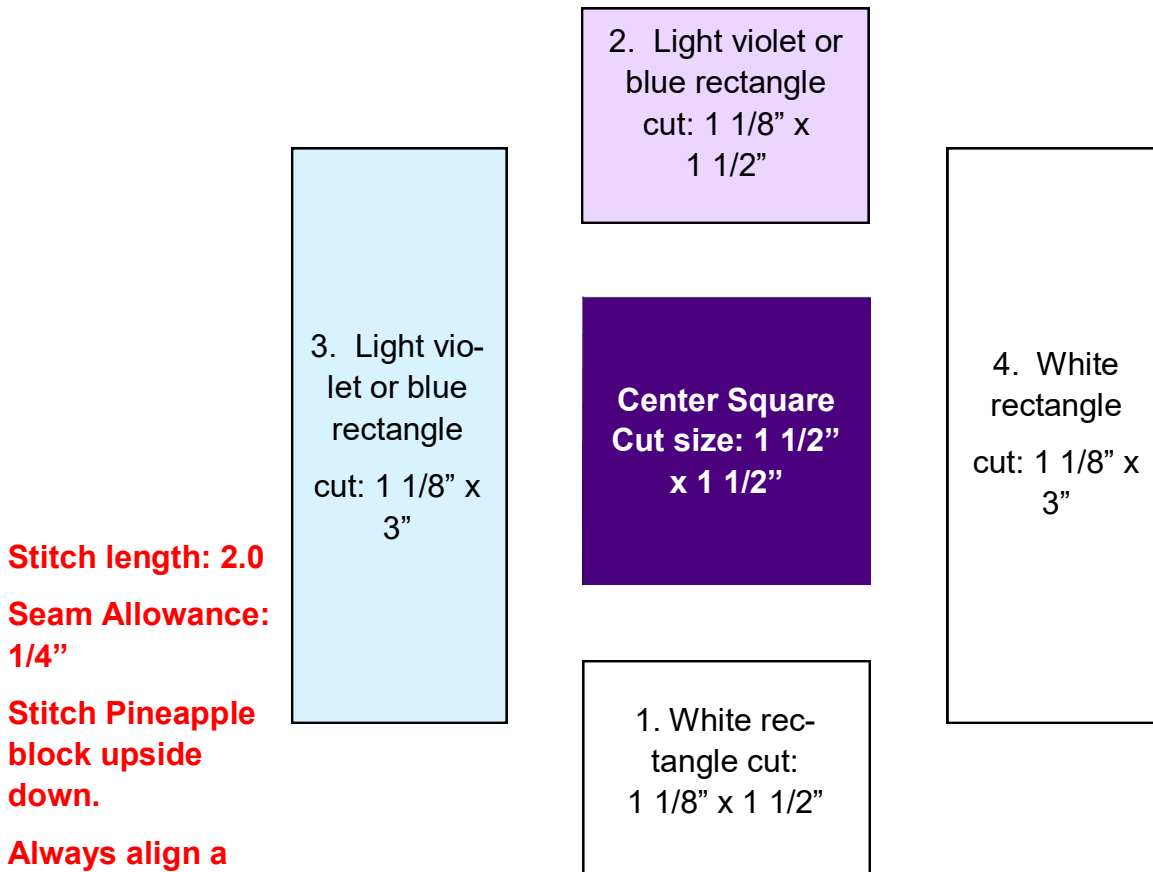 2.  Light violet or
blue rectangle
cut: 1 1/8” x
1 1/2”
3.  Light vio-
let or blue
rectangle
cut: 1 1/8” x
3”
Center Square
Cut size: 1 1/2”
x 1 1/2”
4.  White
rectangle
cut: 1 1/8” x
3”
Stitch length: 2.0
Seam Allowance:
1/4”
Stitch Pineapple
block upside
down.
Always align a
1. White rec-
tangle cut:
1 1/8” x 1 1/2”